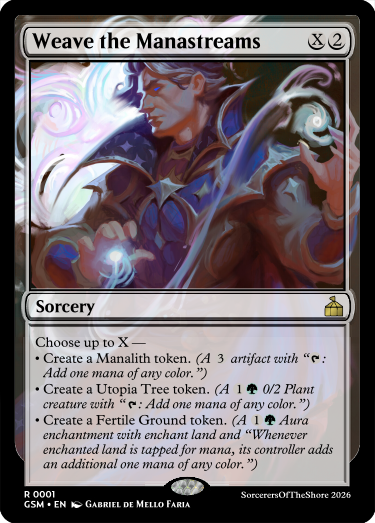 Weave the Manastreams X 2
Sorcery
Choose up to X —
• Create a Manalith token. (A 3 artifact with “T:
Add one mana of any color.”)
• Create a Utopia Tree token. (A 1 G 0/2 Plant
creature with “T: Add one mana of any color.”)
• Create a Fertile Ground token. (A 1 G Aura
enchantment with enchant land and “Whenever
enchanted land is tapped for mana, its controller adds
an additional one mana of any color.”)
R 0001
GSM • EN Gabriel de Mello Faria
SorcerersOfTheShore 2026